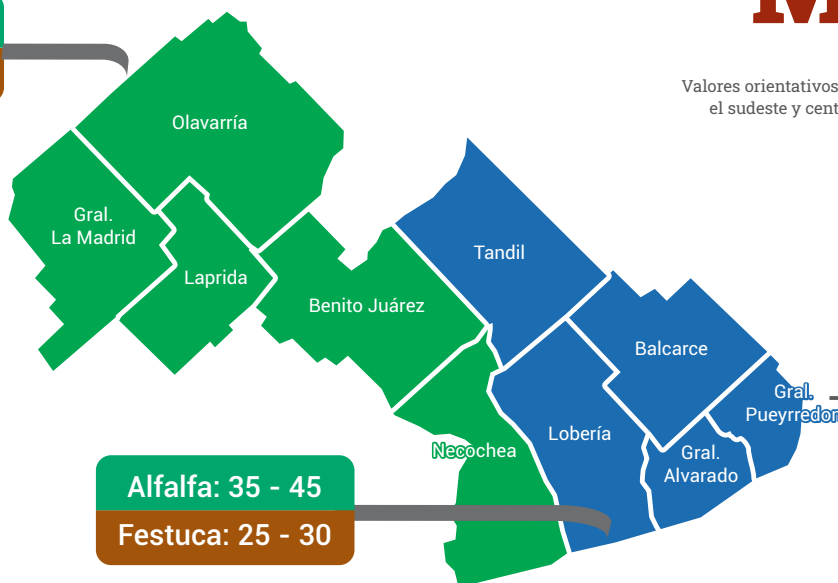 M
Valores orientativos
el sudeste y cent
Olavarría
Gral.
La Madrid
Laprida
Benito Juárez
Tandil
Balcarce
Gral.
Pueyrredon
Lobería
Gral.
Alvarado
Necochea
Alfalfa: 35 - 45
Festuca: 25 - 30